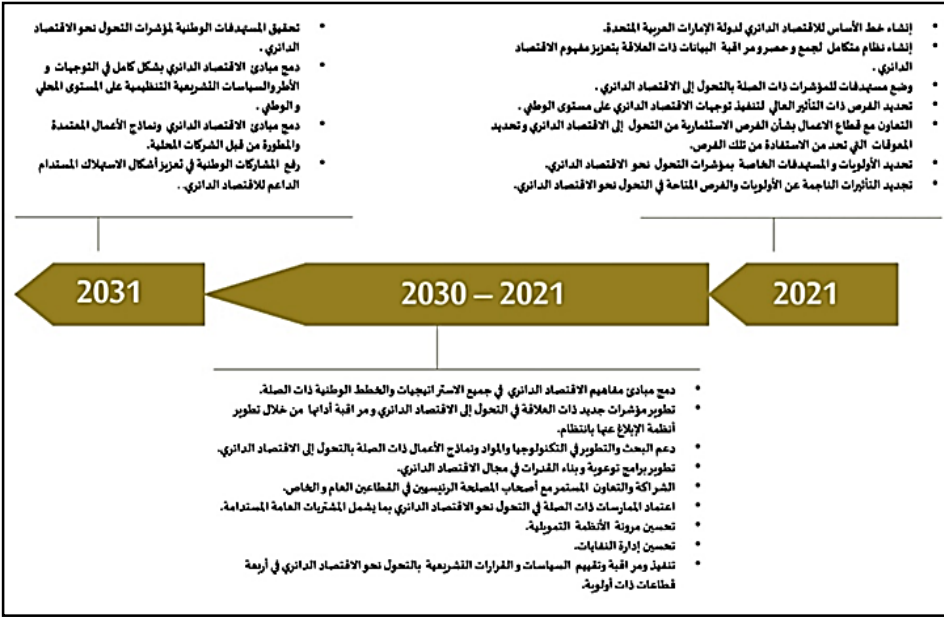 • إنشاء خط الأساس للاقتصاد الدائري لدولة الإمارات العربية المتحدة.
• إنشاء نظام متكامل لجمع و حصر ومراقبة البيانات ذات العلاقة بتعزيز مفهوم الاقتصاد
الدائري .
• وضع مستهدفات للمؤشرات ذات الصلة بالتحول إلى الاقتصاد الدائري .
• تحديد الفرص ذات التأثير العالي لتنفيذ توجهات الاقتصاد الدائري على مستوى الوطني .
• التعاون مع قطاع الاعمال بشأن الفرص الاستثمارية من التحول إلى الاقتصاد الدائري وتحديد
المعوقات التي تحد من الاستفادة من تلك الفرص.
• تحديد الأولويات و المستهدفات الخاصة بمؤشرات التحول نحو الاقتصاد الدائري.
• تجديد التأثيرات الناجمة عن الأولويات والفرص المتاحة في التحول نحو الاقتصاد الدائري.
• تحقيق المستهدفات الوطنية لمؤشرات التحول نحو الاقتصاد
الدائري .
• دمج مبادئ الاقتصاد الدائري بشكل كامل في التوجهات و
الأطر والسياسات التشريعية التنظيمية على المستوى المحلي
و الوطني .
• دمج مبادئ الاقتصاد الدائري ونماذج الأعمال المعتمدة
والمطورة من قبل الشركات المحلية.
• رفع المشاركات الوطنية في تعزيز أشكال الاستهلاك المستدام
الداعم للاقتصاد الدائري. .
2021
2021 – 2030
2031
• دمج مبادئ مفاهيم الاقتصاد الدائري في جميع الاستراتيجيات والخطط الوطنية ذات الصلة.
• تطوير مؤشرات جديد ذات العلاقة في التحول إلى الاقتصاد الدائري ومراقبة أدائها من خلال تطوير
أنظمة الإبلاغ عنها بانتظام.
• دعم البحث والتطوير في التكنولوجيا والمواد ونماذج الأعمال ذات الصلة بالتحول إلى الاقتصاد الدائري.
• تطوير برامج توعوية وبناء القدرات في مجال الاقتصاد الدائري.
• الشراكة والتعاون المستمر مع أصحاب المصلحة الرئيسيين في القطاعين العام و الخاص.
• اعتماد الممارسات ذات الصلة في التحول نحو الاقتصاد الدائري بما يشمل المشتريات العامة المستدامة.
• تحسين مرونة الأنظمة التمويلية.
• تحسين إدارة النفايات.
• تنفيذ ومراقبة وتقييم السياسات و القرارات التشريعية بالتحول نحو الاقتصاد الدائري في أربعة
قطاعات ذات أولوية.